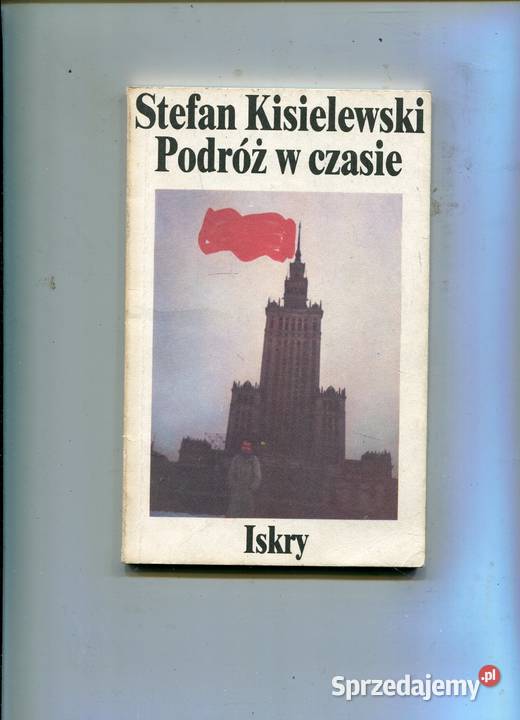 Stefan Kisielewski
Podróż w czasie
Iskry
Sprzedajemy.pl